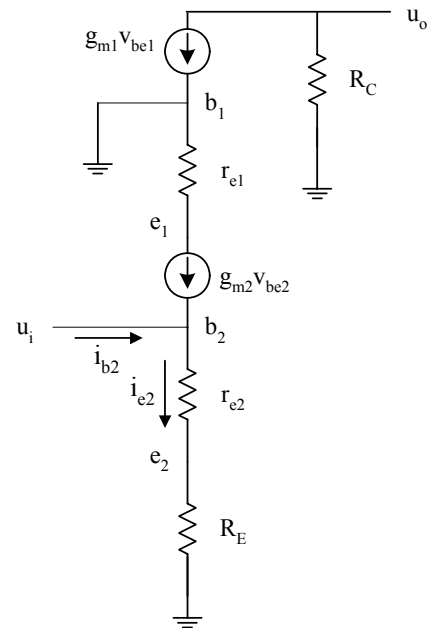 u_o
g_{m1}v_{be1}
R_C
b_1
r_{e1}
e_1
g_{m2}v_{be2}
u_i
b_2
i_{b2}
i_{e2}
r_{e2}
e_2
R_E